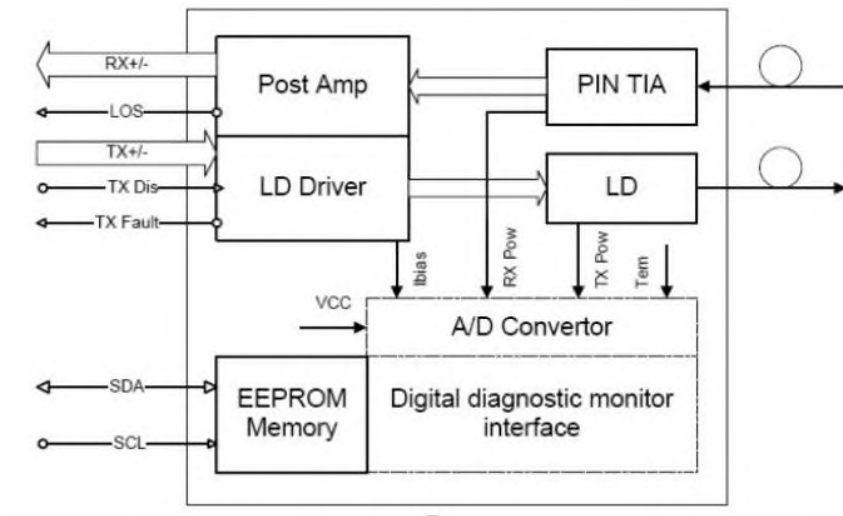 RX+/-
Post Amp
PIN TIA
LOS
TX+/-
TX Dis
LD Driver
LD
TX Fault
Ibias
RX Pow
TX Pow
Tem
VCC
A/D Convertor
SDA
EEPROM
Memory
Digital diagnostic monitor
interface
SCL